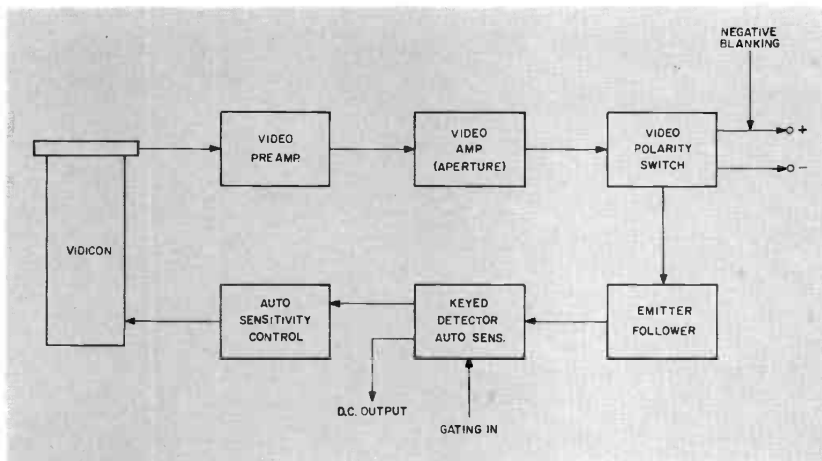 NEGATIVE
BLANKING
VIDEO
PREAMP.
VIDEO
AMP
(APERTURE)
VIDEO
POLARITY
SWITCH
+
-
VIDICON
AUTO
SENSITIVITY
CONTROL
KEYED
DETECTOR
AUTO SENS.
EMITTER
FOLLOWER
D.C. OUTPUT
GATING IN